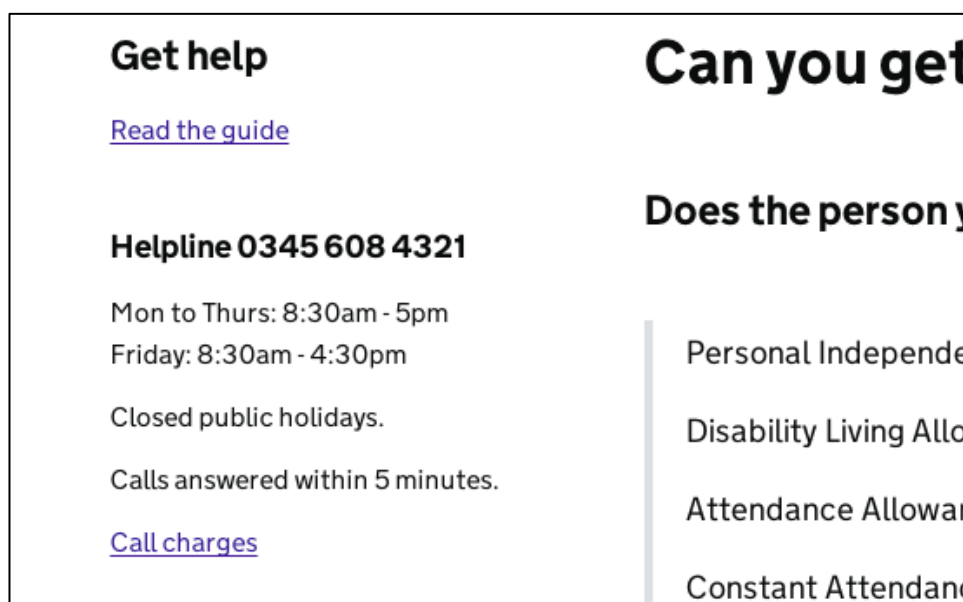 Get help
Read the guide
Helpline 0345 608 4321
Mon to Thurs: 8:30am - 5pm
Friday: 8:30am - 4:30pm
Closed public holidays.
Calls answered within 5 minutes.
Call charges
Can you get
Does the person
Personal
Disability Living
Attendance
Constant